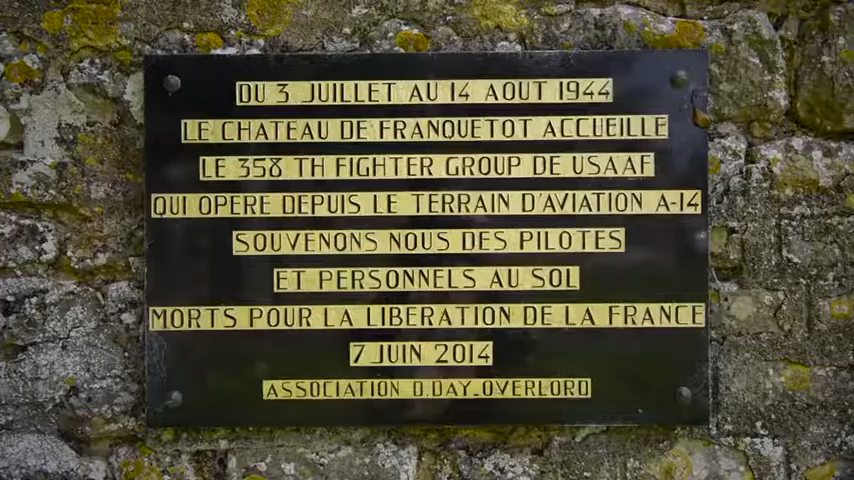 DU 3 JUILLET AU 14 AOUT 1944
LE CHATEAU DE FRANQUETOT ACCUEILLE
LE 358 TH FIGHTER GROUP DE USAAF
QUI OPERE DEPUIS LE TERRAIN D'AVIATION A-14
SOUVENONS NOUS DES PILOTES
ET PERSONNELS AU SOL
MORTS POUR LA LIBERATION DE LA FRANCE
7 JUIN 2014
ASSOCIATION D.DAY_OVERLORD